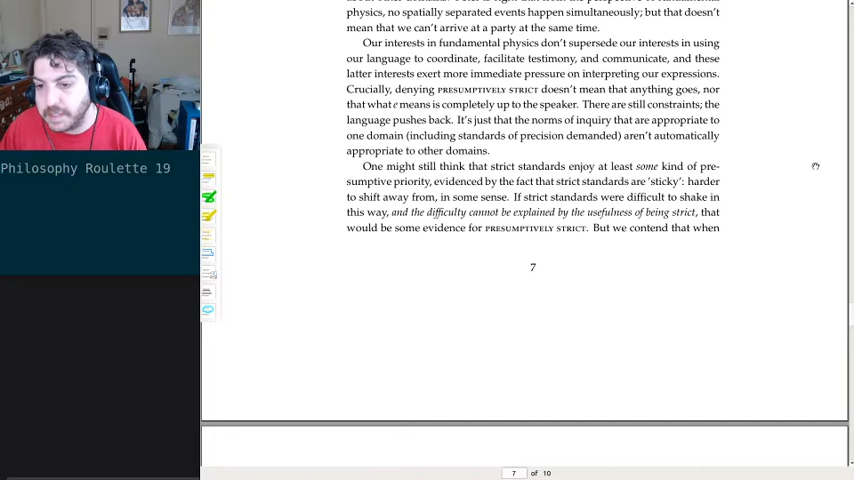 physics, no spatially separated events happen simultaneously; but that doesn't
mean that we can't arrive at a party at the same time.
Our interests in fundamental physics don't supersede our interests in using
our language to coordinate, facilitate testimony, and communicate, and these
latter interests exert more immediate pressure on interpreting our expressions.
Crucially, denying PRESUMPTIVELY STRICT doesn't mean that anything goes, nor
that what e means is completely up to the speaker. There are still constraints; the
language pushes back. It's just that the norms of inquiry that are appropriate to
one domain (including standards of precision demanded) aren't automatically
appropriate to other domains.
Philosophy Roulette 19
One might still think that strict standards enjoy at least some kind of pre-
sumptive priority, evidenced by the fact that strict standards are 'sticky': harder
to shift away from, in some sense. If strict standards were difficult to shake in
this way, and the difficulty cannot be explained by the usefulness of being strict, that
would be some evidence for PRESUMPTIVELY STRICT. But we contend that when
7
7 of 10